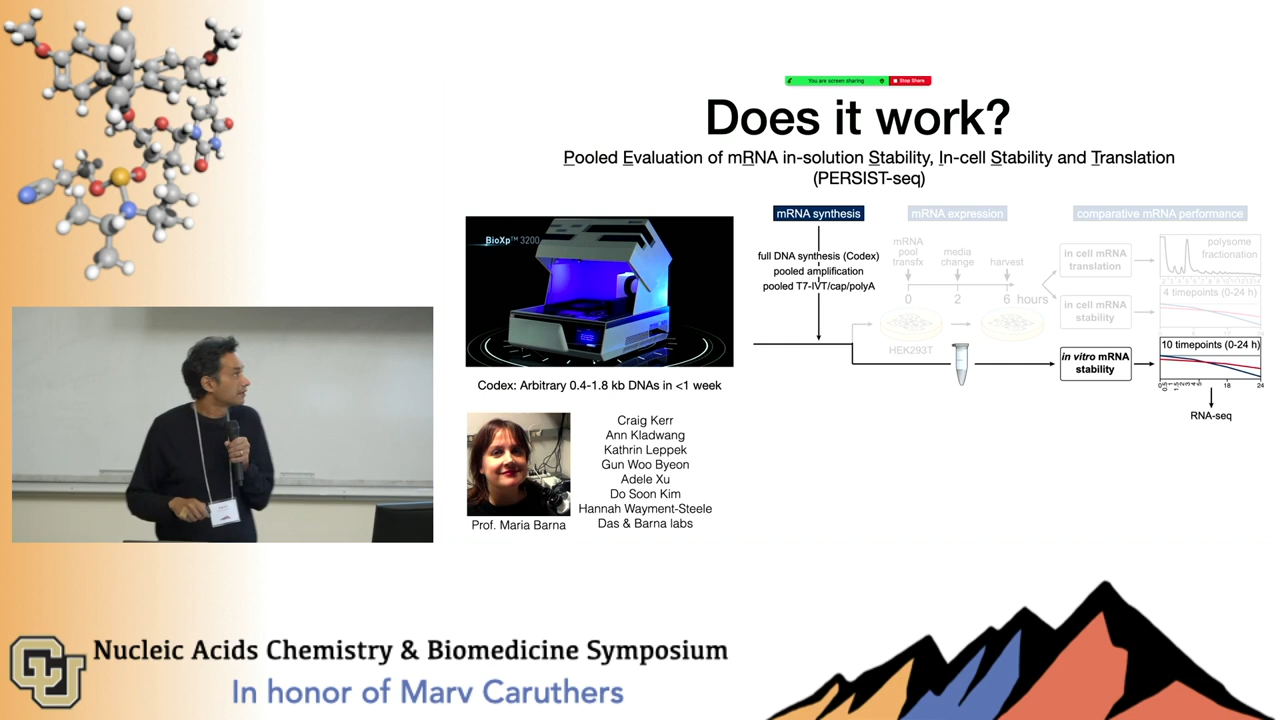 You are screen sharing
Stop Share
Does it work?
Pooled Evaluation of mRNA in-solution Stability, In-cell Stability and Translation
(PERSIST-seq)
BioXp™ 3200
Codex: Arbitrary 0.4-1.8 kb DNAs in <1 week
Prof. Maria Barna
Craig Kerr
Ann Kladwang
Kathrin Leppek
Gun Woo Byeon
Adele Xu
Do Soon Kim
Hannah Wayment-Steele
Das & Barna labs
mRNA synthesis
full DNA synthesis (Codex)
pooled amplification
pooled T7-IVT/cap/polyA
mRNA expression
mRNA
pool
transfx
media
change
harvest
0 2 6 hours
HEK293T
comparative mRNA performance
in cell mRNA
translation
polysome
fractionation
in cell mRNA
stability
4 timepoints (0-24 h)
in vitro mRNA
stability
10 timepoints (0-24 h)
18 24
RNA-seq
CU
Nucleic Acids Chemistry & Biomedicine Symposium
In honor of Marv Caruthers